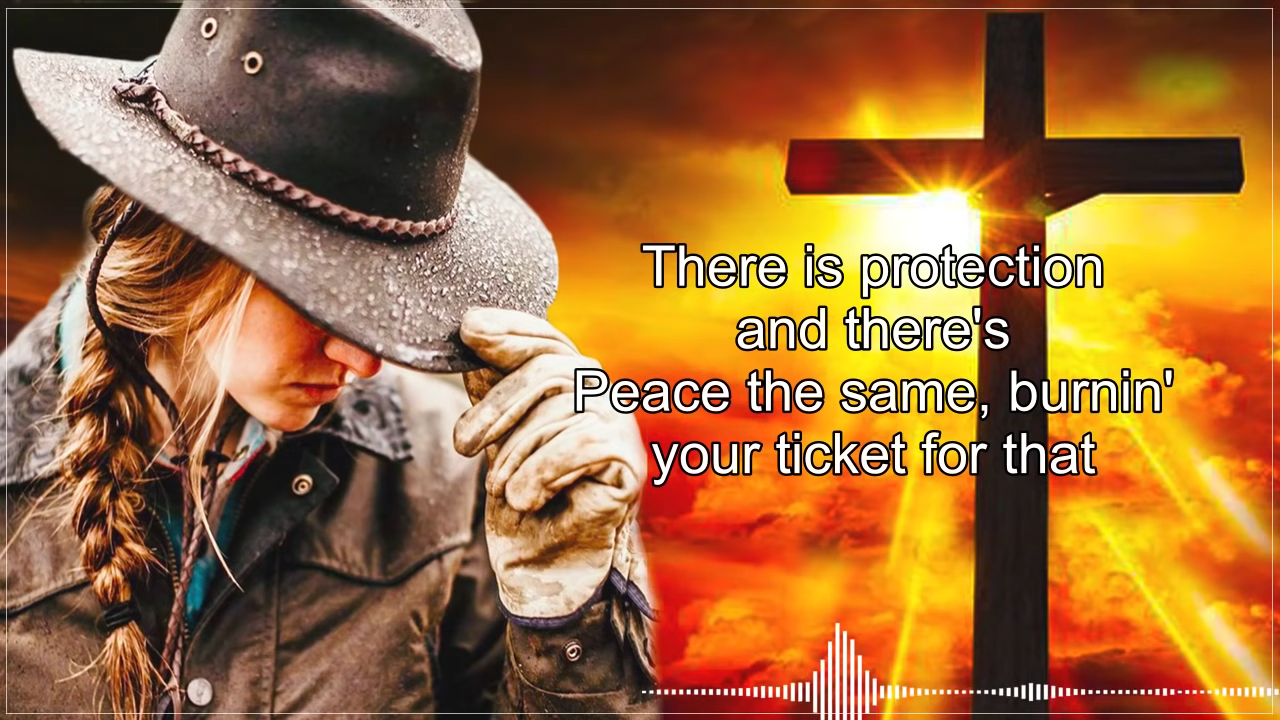 There is protection
and there's
Peace the same, burnin'
your ticket for that